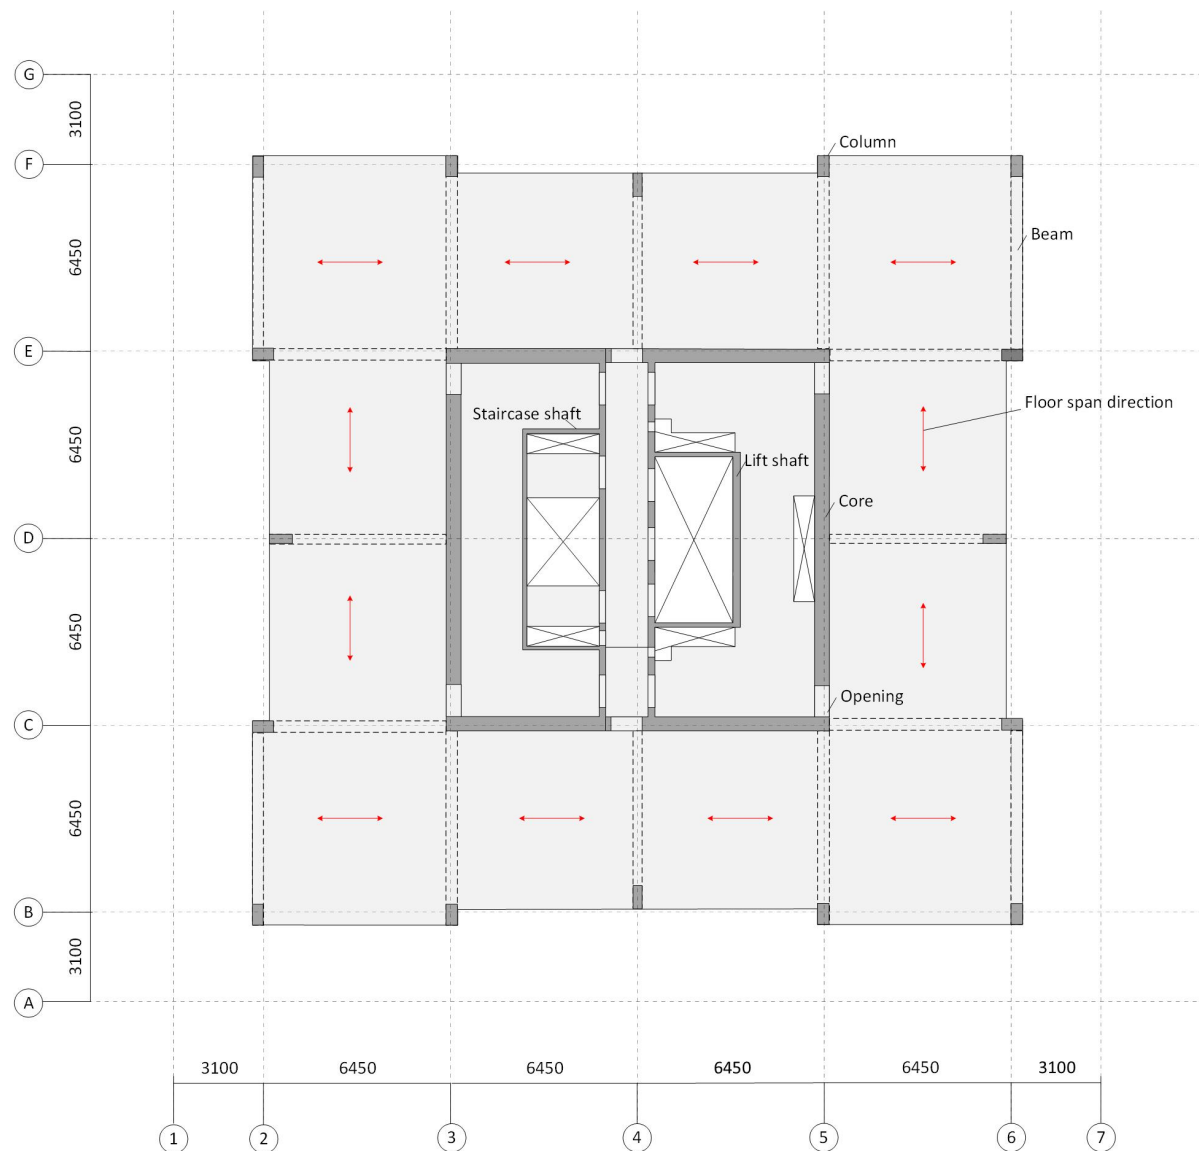 G
3100
Column
F
6450
Beam
E
Staircase shaft
Floor span direction
6450
Lift shaft
Core
D
6450
Opening
C
6450
B
3100
A
3100
6450
6450
6450
6450
3100
1
2
3
4
5
6
7